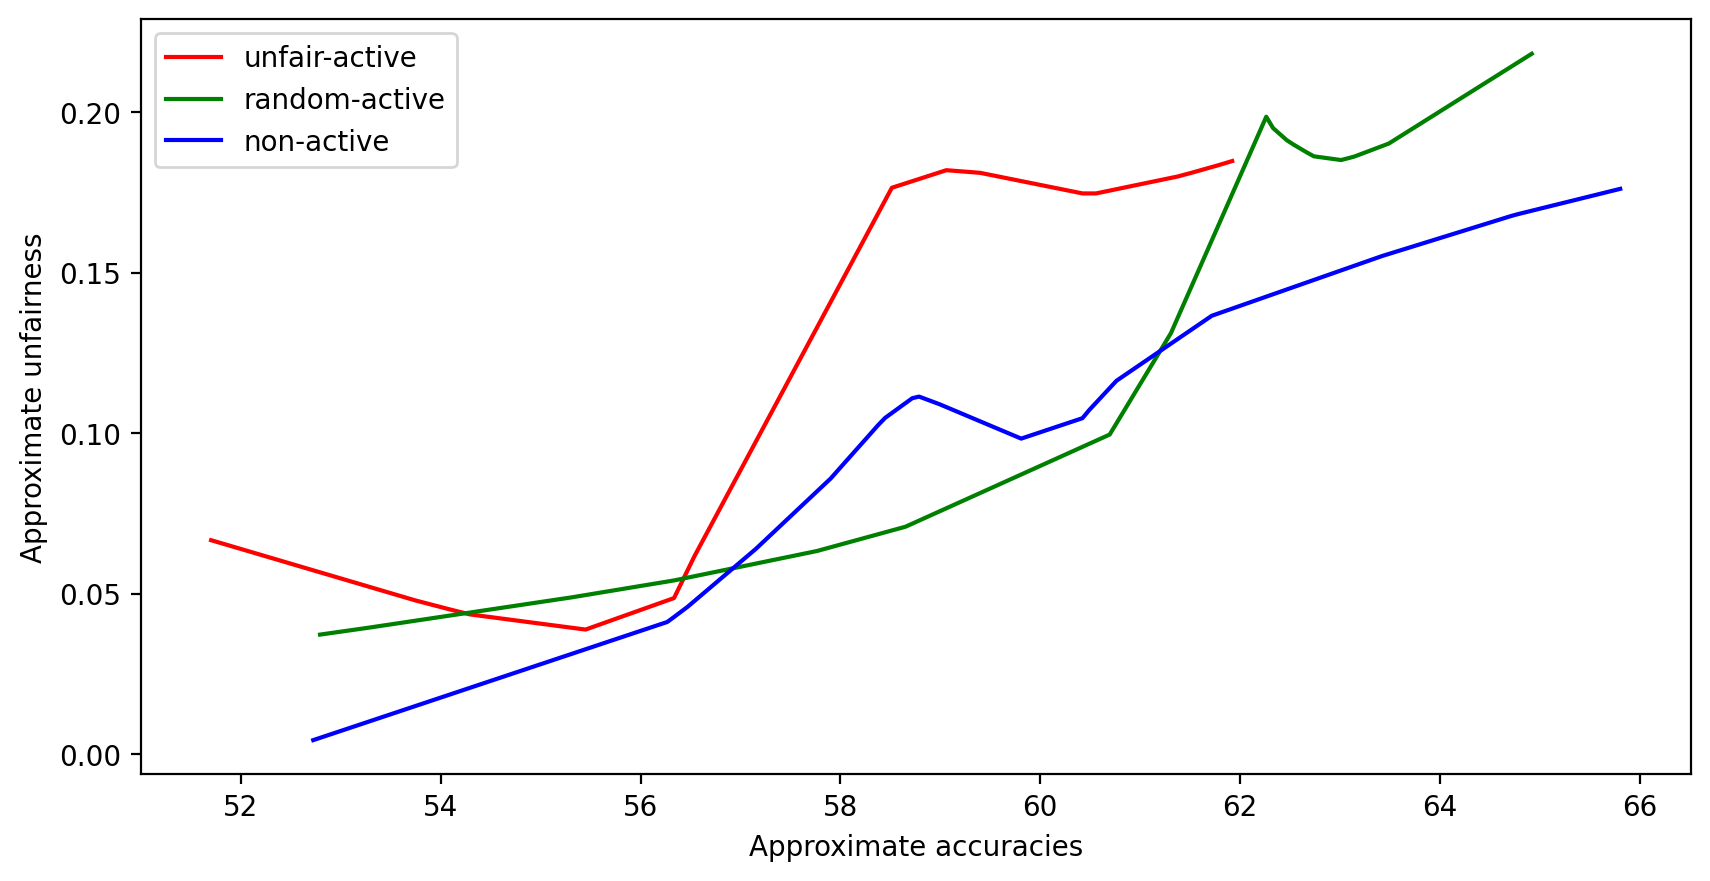 unfair-active
random-active
non-active
0.20
0.15
0.10
0.05
0.00
Approximate unfairness
52 54 56 58 60 62 64 66
Approximate accuracies